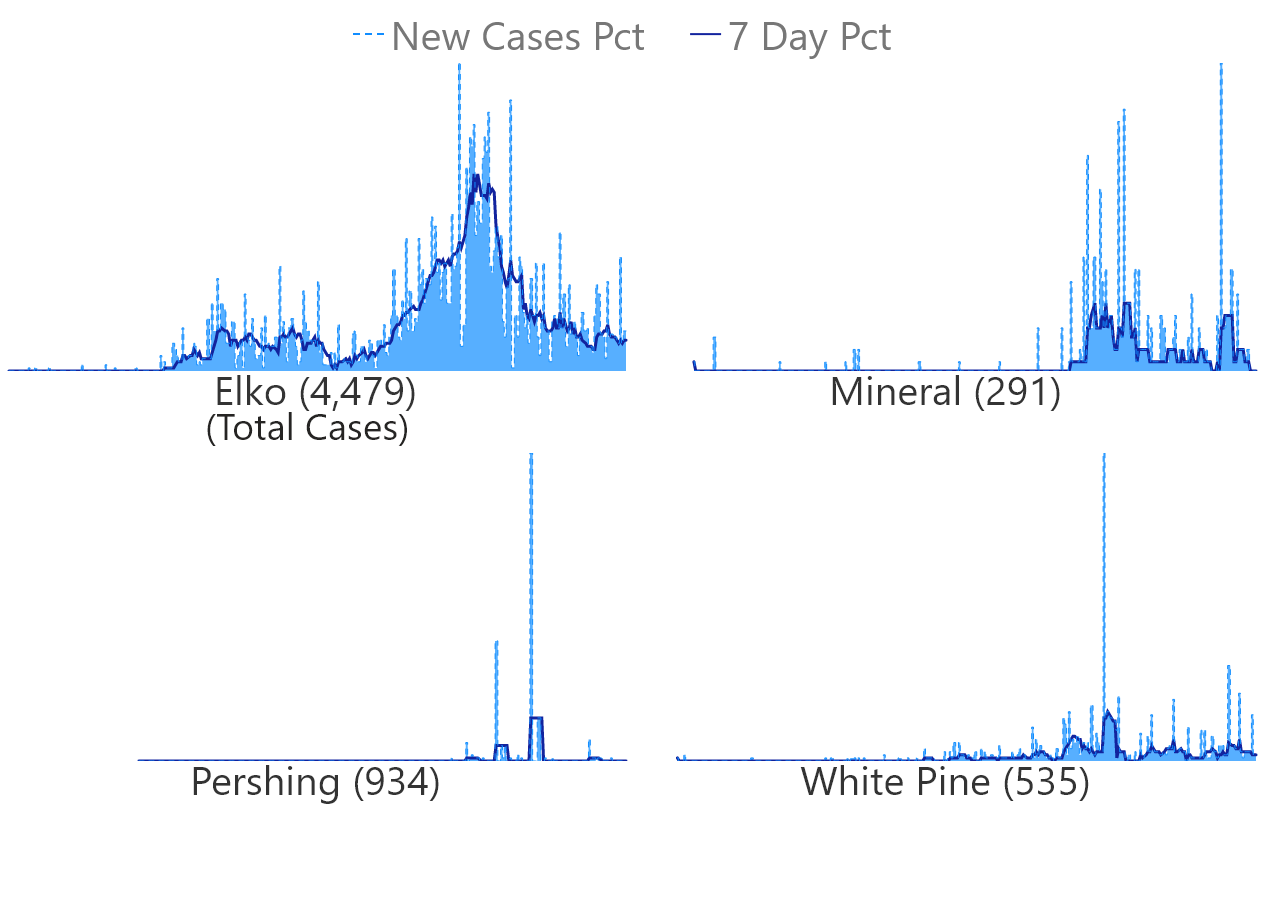 New Cases Pct 7 Day Pct
Elko (4,479)
(Total Cases)
Mineral (291)
Pershing (934)
White Pine (535)